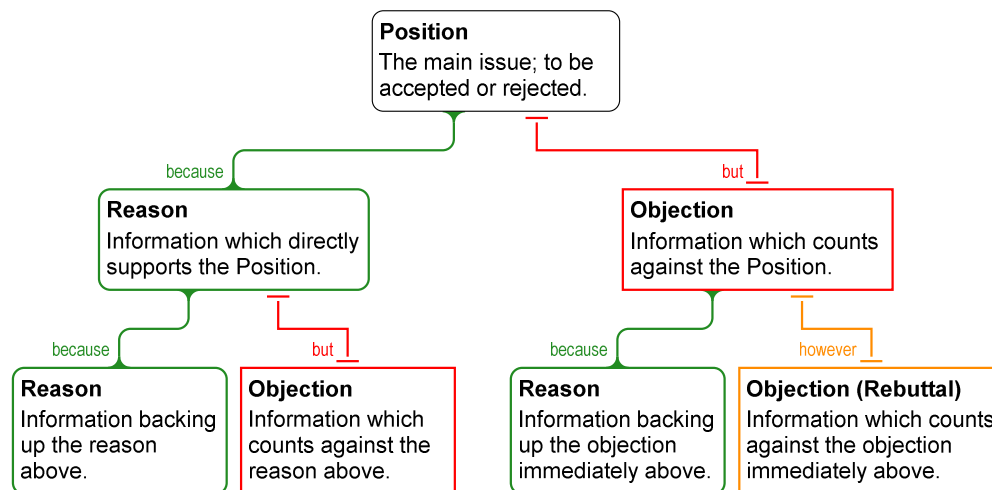 Position
The main issue; to be
accepted or rejected.
because
but
Reason
Information which directly
supports the Position.
Objection
Information which counts
against the Position.
because
but
because
however
Reason
Information backing
up the reason
above.
Objection
Information which
counts against the
reason above.
Reason
Information backing
up the objection
immediately above.
Objection (Rebuttal)
Information which counts
against the objection
immediately above.